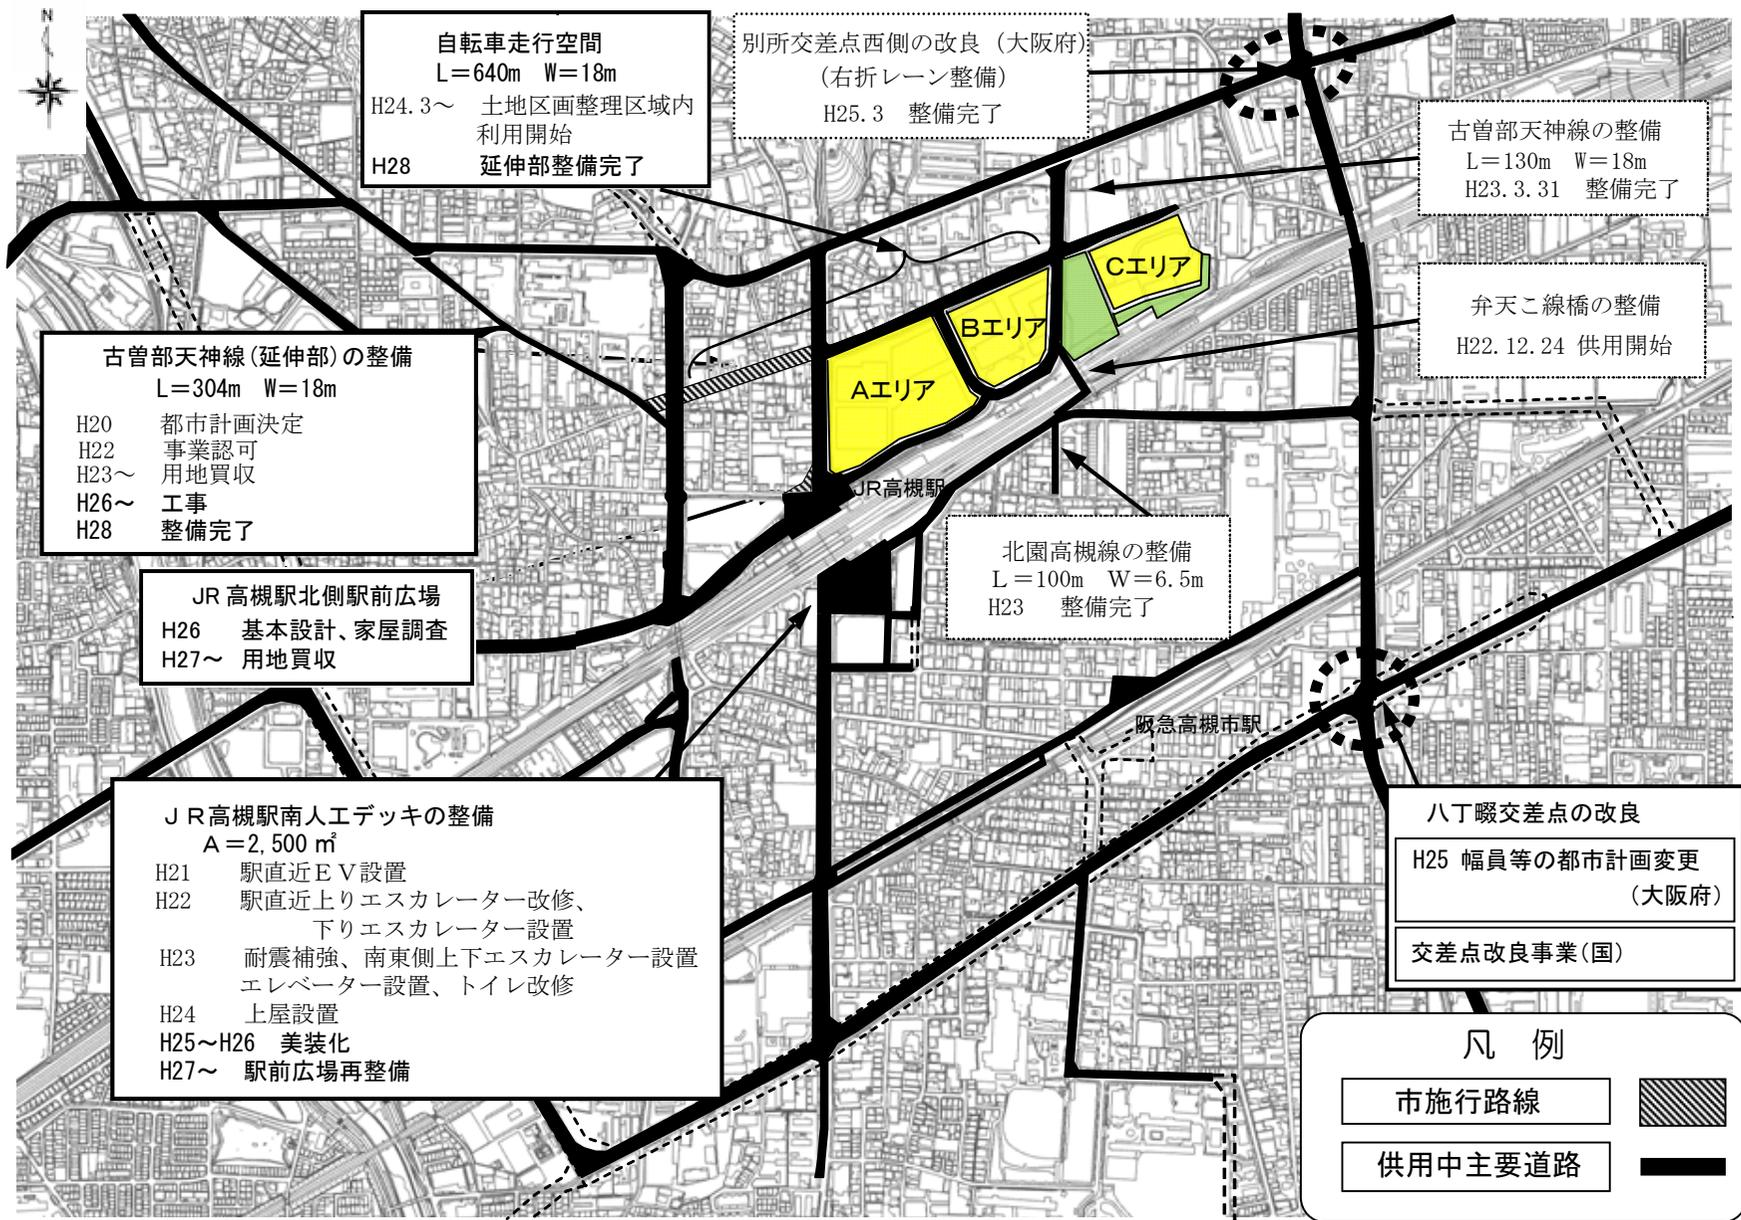 N
自転車走行空間
L=640m W=18m
H24.3～ 土地区画整理区域内
利用開始
H28 延伸部整備完了
別所交差点西側の改良（大阪府）
（右折レーン整備）
H25.3 整備完了
古曽部天神線の整備
L=130m W=18m
H23.3.31 整備完了
弁天こ線橋の整備
H22.12.24 供用開始
Cエリア
Bエリア
Aエリア
古曽部天神線（延伸部）の整備
L=304m W=18m
H20 都市計画決定
H22 事業認可
H23～ 用地買収
H26～ 工事
H28 整備完了
JR高槻駅
北園高槻線の整備
L=100m W=6.5m
H23 整備完了
JR高槻駅北側駅前広場
H26 基本設計、家屋調査
H27～ 用地買収
阪急高槻市駅
ＪＲ高槻駅南人工デッキの整備
A=2,500㎡
H21 駅直近ＥＶ設置
H22 駅直近上りエスカレーター改修、
下りエスカレーター設置
H23 耐震補強、南東側上下エスカレーター設置
エレベーター設置、トイレ改修
H24 上屋設置
H25～H26 美装化
H27～ 駅前広場再整備
八丁畷交差点の改良
H25 幅員等の都市計画変更
（大阪府）
交差点改良事業（国）
凡 例
市施行路線
供用中主要道路